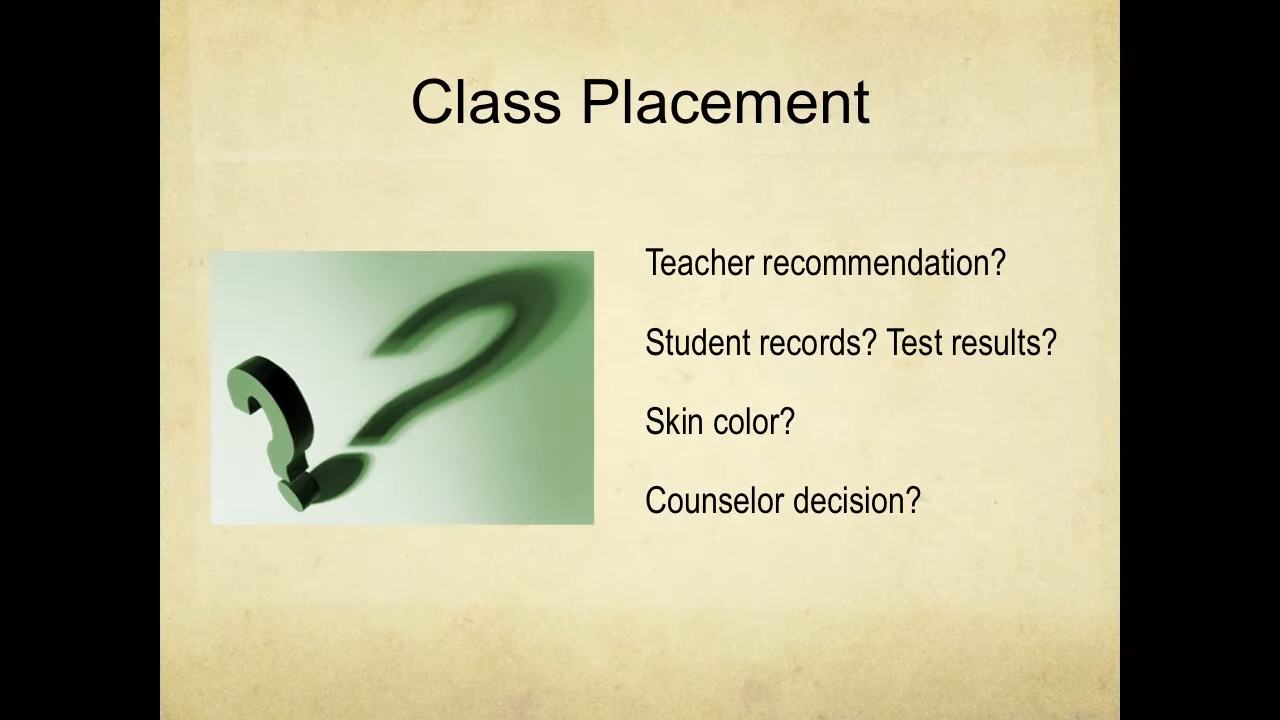 Class Placement
Teacher recommendation?
Student records? Test results?
Skin color?
Counselor decision?